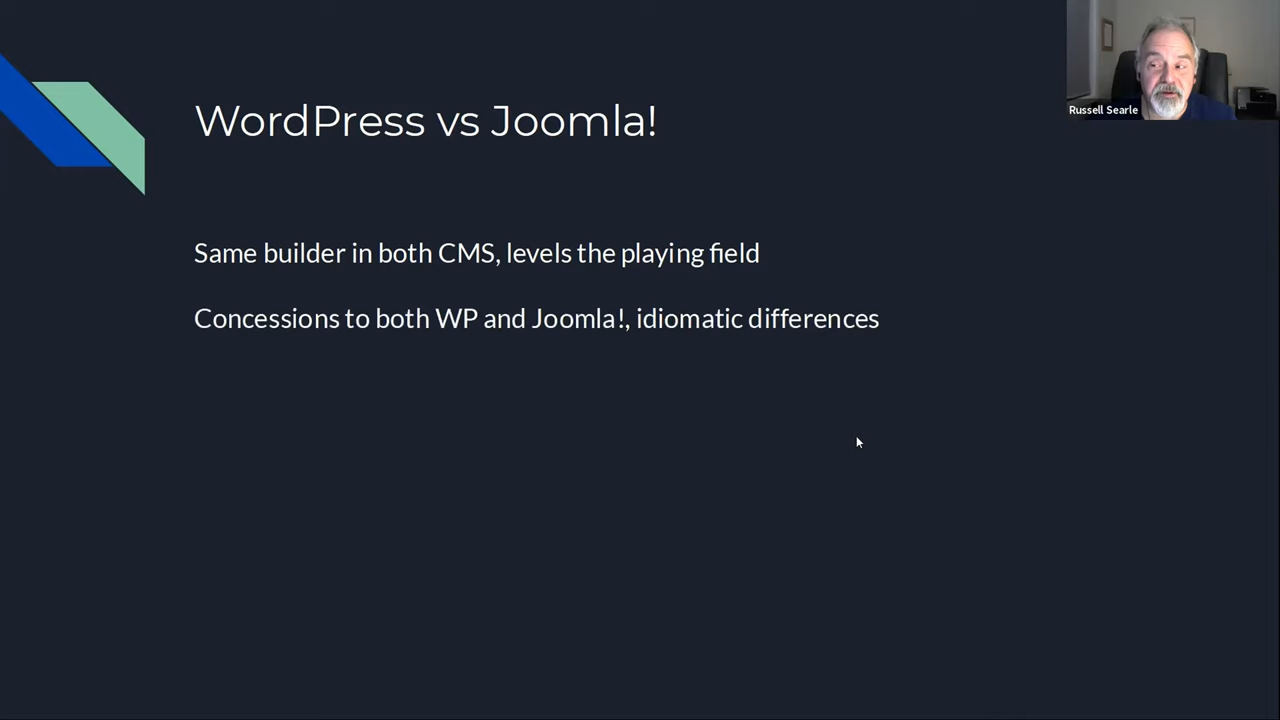 WordPress vs Joomla!
Russell Searle
Same builder in both CMS, levels the playing field
Concessions to both WP and Joomla!, idiomatic differences